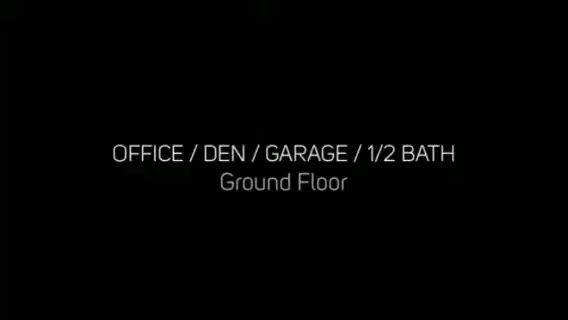 OFFICE / DEN / GARAGE / 1/2 BATH
Ground Floor